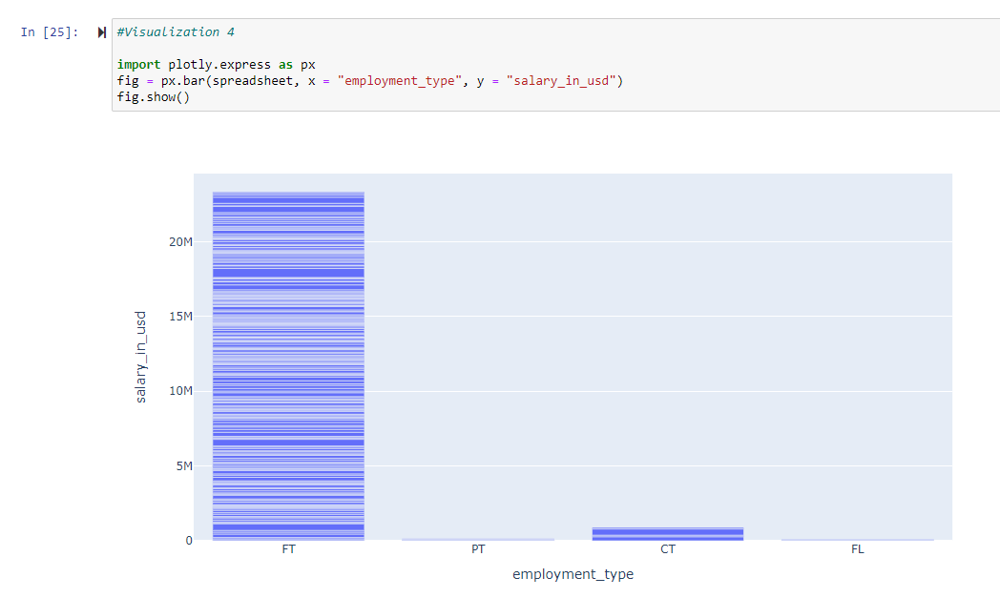 In [25]:
#Visualization 4
import plotly.express as px
fig = px.bar(spreadsheet, x = "employment_type", y = "salary_in_usd")
fig.show()
20M
15M
10M
5M
0
salary_in_usd
FT PT CT FL
employment_type